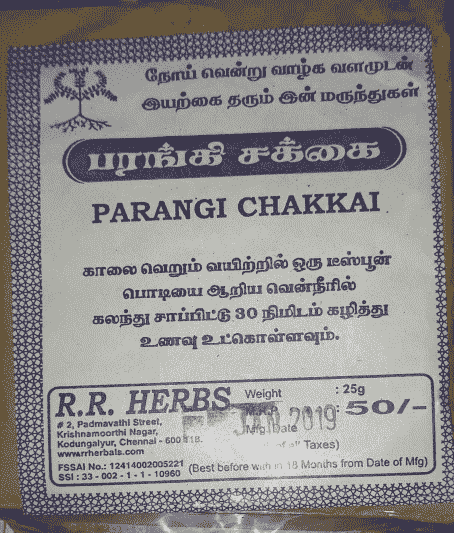 நோய் வென்று வாழ்க வளமுடன்
இயற்கை தரும் இன் மருந்துகள்
பரங்கி சக்கை
PARANGI CHAKKAI
காலை வெறும் வயிற்றில் ஒரு டீஸ்பூன்
பொடியை ஆறிய வெண்நீரில்
கலந்து சாப்பிட்டு 30 நிமிடம் கழித்து
உணவு உட்கொள்ளவும்.
R.R. HERBS
# 2, Padmavathi Street,
Krishnamoorthi Nagar,
Kodungaiyur, Chennai - 600 118.
www.rrherbals.com
FSSAI No.: 12414002005221
SSI : 33 - 002 - 1 - 1 - 10960
Weight : 25g
: 50/-
Mfg Date 2019
of all Taxes)
(Best before with in 18 Months from Date of Mfg)